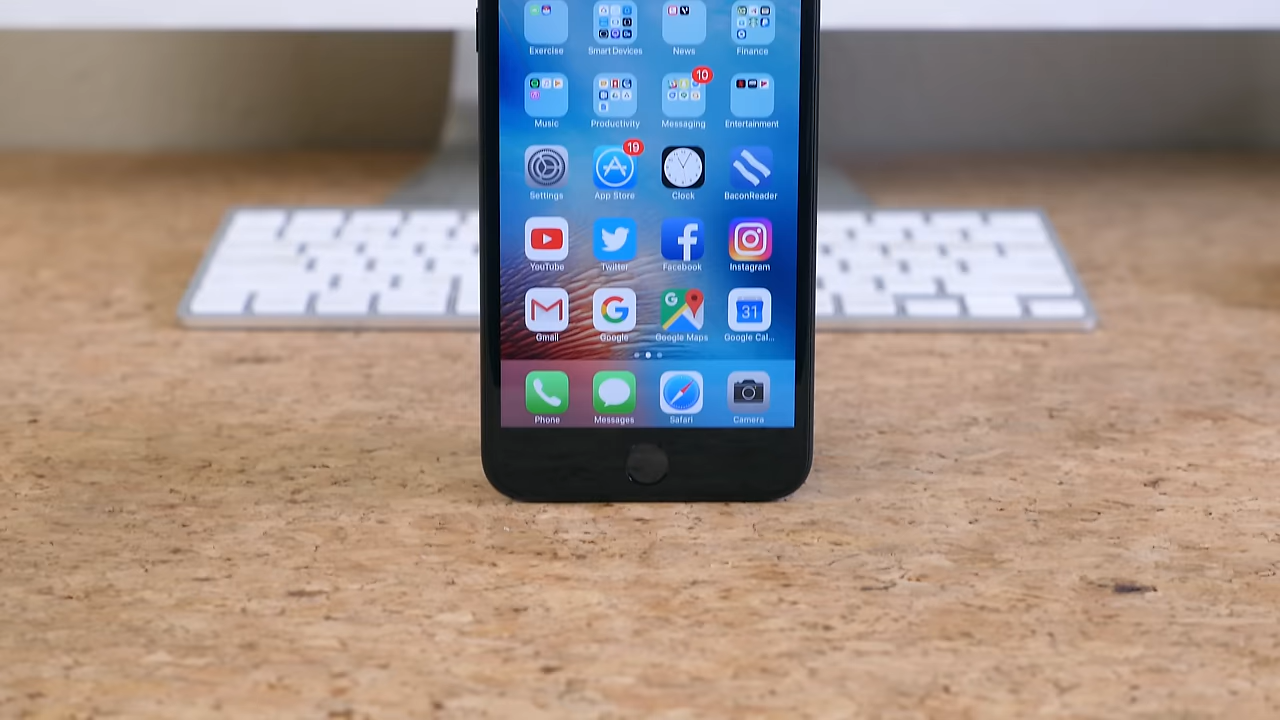 Exercise Smart Devices News Finance
10
Music Productivity Messaging Entertainment
19
Settings App Store Clock BaconReader
YouTube Twitter Facebook Instagram
31
Gmail Google Google Maps Google Cal...
Phone Messages Safari Camera